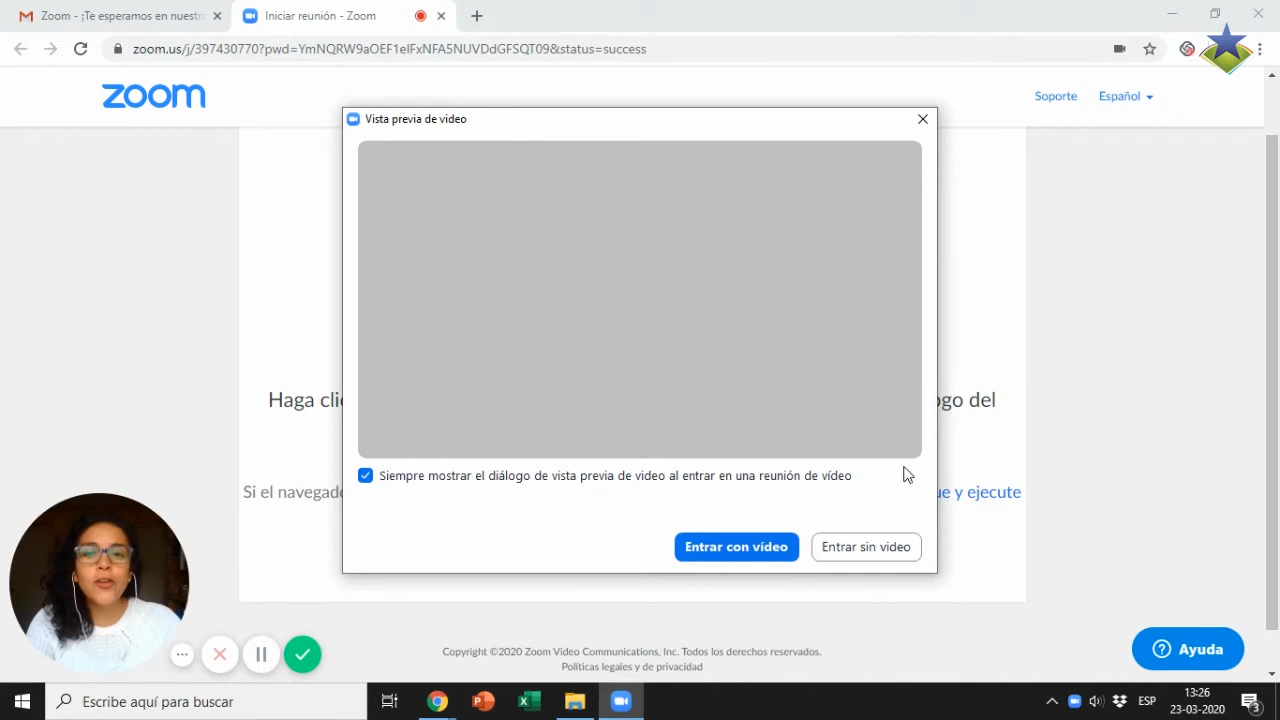 Zoom - ¡Te esperamos en nuestr
Iniciar reunión - Zoom
zoom.us/j/397430770?pwd=YmNQRW9aOEF1elFxNFA5NUVDdGFSQT09&status=success
zoom
Soporte
Español
Vista previa de video
Haga cli
ogo del
Siempre mostrar el diálogo de vista previa de video al entrar en una reunión de vídeo
Si el navegad
ue y ejecute
Entrar con vídeo
Entrar sin video
Copyright ©2020 Zoom Video Communications, Inc. Todos los derechos reservados.
Políticas legales y de privacidad
Ayuda
Escribe aquí para buscar
ESP
13:26
23-03-2020
3